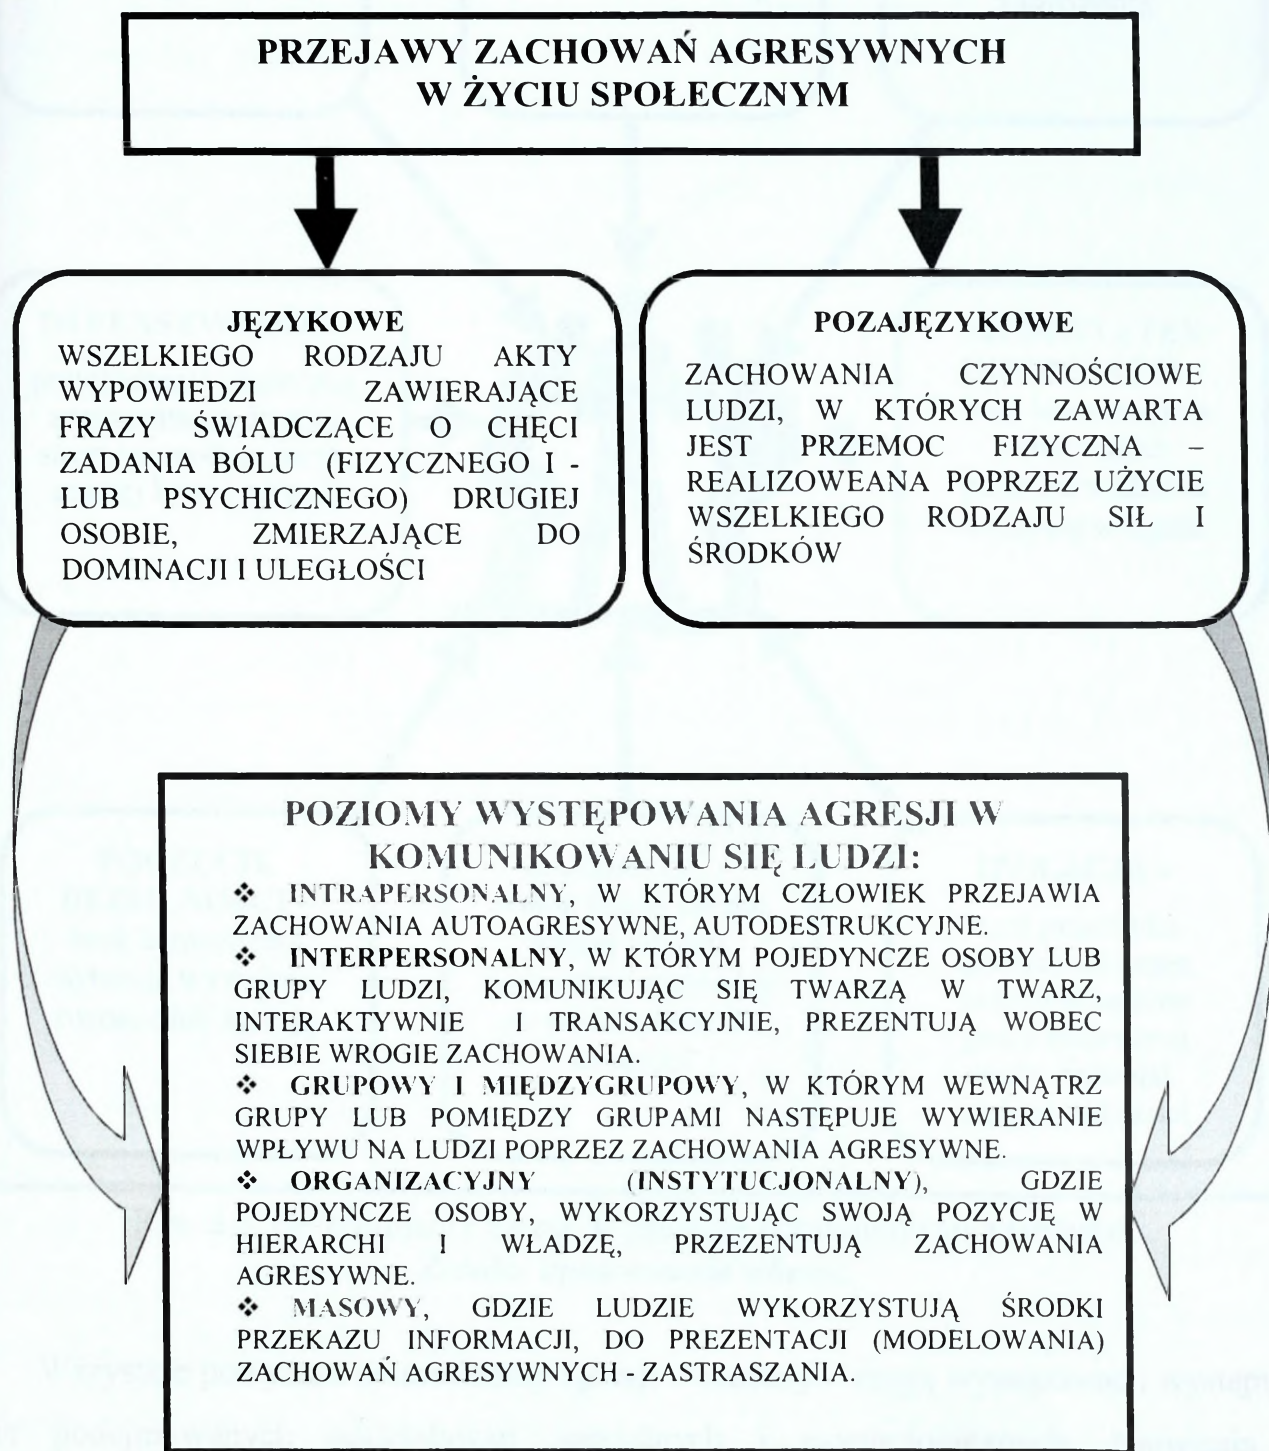 PRZEJAWY ZACHOWAŃ AGRESYWNYCH
W ŻYCIU SPOŁECZNYM
JĘZYKOWE
WSZELKIEGO RODZAJU AKTY
WYPOWIEDZI ZAWIERAJĄCE
FRAZY ŚWIADCZĄCE O CHĘCI
ZADANIA BÓLU (FIZYCZNEGO I -
LUB PSYCHICZNEGO) DRUGIEJ
OSOBIE, ZMIERZAJĄCE DO
DOMINACJI I ULEGŁOŚCI
POZAJĘZYKOWE
ZACHOWANIA CZYNNOŚCIOWE
LUDZI, W KTÓRYCH ZAWARTA
JEST PRZEMOC FIZYCZNA –
REALIZOWEANA POPRZEZ UŻYCIE
WSZELKIEGO RODZAJU SIŁ I
ŚRODKÓW
POZIOMY WYSTĘPOWANIA AGRESJI W
KOMUNIKOWANIU SIĘ LUDZI:
❖ INTRAPERSONALNY, W KTÓRYM CZŁOWIEK PRZEJAWIA
ZACHOWANIA AUTOAGRESYWNE, AUTODESTRUKCYJNE.
❖ INTERPERSONALNY, W KTÓRYM POJEDYNCZE OSOBY LUB
GRUPY LUDZI, KOMUNIKUJĄC SIĘ TWARZĄ W TWARZ,
INTERAKTYWNIE I TRANSAKCYJNIE, PREZENTUJĄ WOBEC
SIEBIE WROGIE ZACHOWANIA.
❖ GRUPOWY I MIĘDZYGRUPOWY, W KTÓRYM WEWNĄTRZ
GRUPY LUB POMIĘDZY GRUPAMI NASTĘPUJE WYWIERANIE
WPŁYWU NA LUDZI POPRZEZ ZACHOWANIA AGRESYWNE.
❖ ORGANIZACYJNY (INSTYTUCJONALNY), GDZIE
POJEDYNCZE OSOBY, WYKORZYSTUJĄC SWOJĄ POZYCJĘ W
HIERARCHI I WŁADZĘ, PRZEZENTUJĄ ZACHOWANIA
AGRESYWNE.
❖ MASOWY, GDZIE LUDZIE WYKORZYSTUJĄ ŚRODKI
PRZEKAZU INFORMACJI, DO PREZENTACJI (MODELOWANIA)
ZACHOWAŃ AGRESYWNYCH - ZASTRASZANIA.